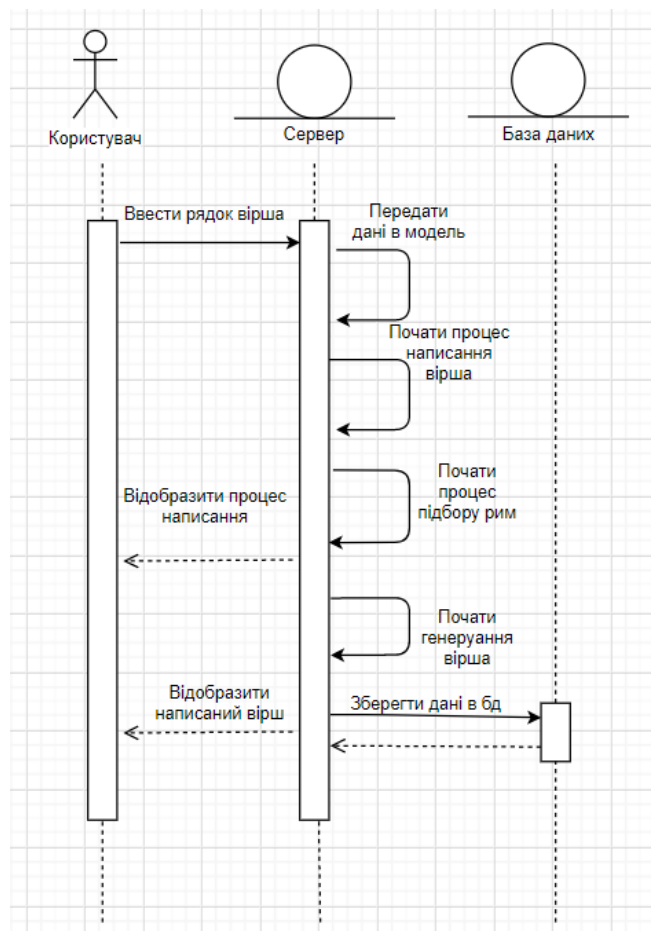 Користувач
Сервер
База даних
Ввести рядок вірша
Передати
дані в модель
Почати процес
написання
вірша
Відобразити процес
написання
Почати
процес
підбору рим
Почати
генеруання
вірша
Відобразити
написаний вірш
Зберегти дані в бд